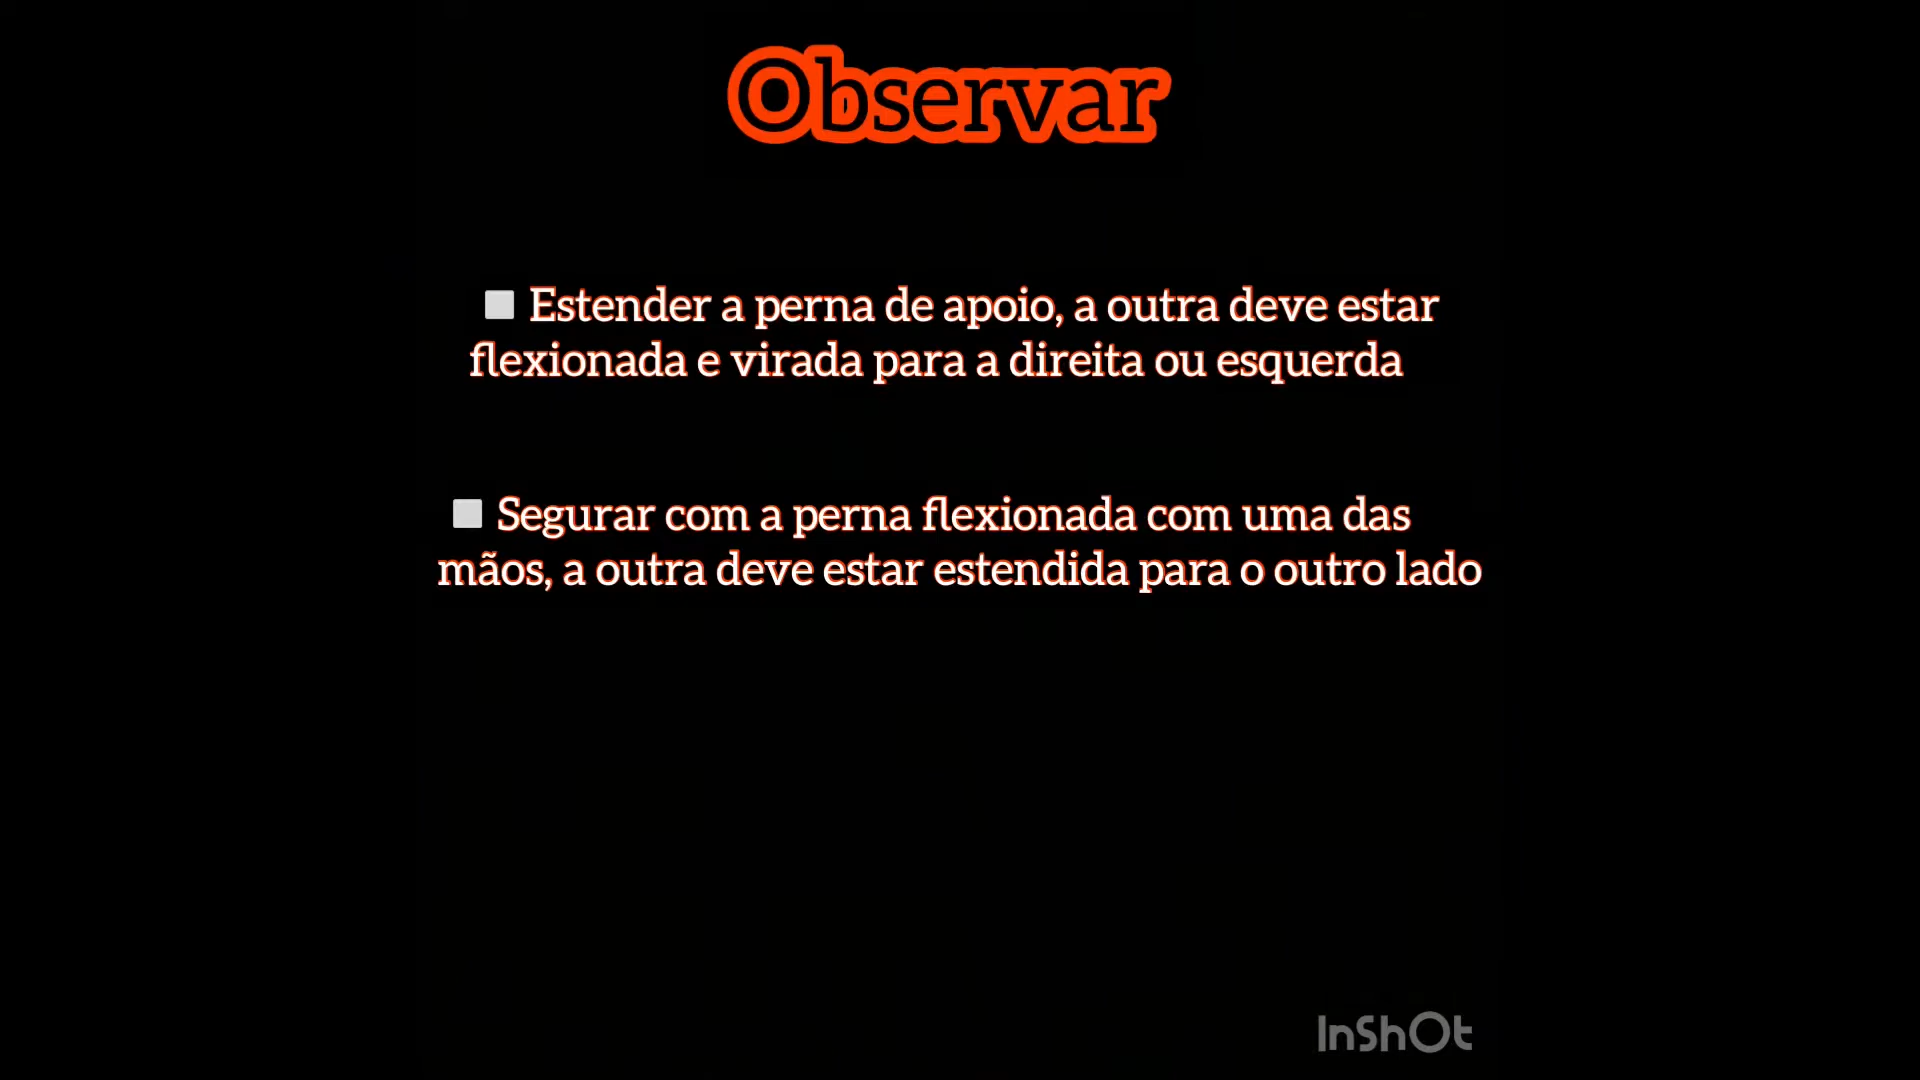 Observar
◻ Estender a perna de apoio, a outra deve estar
flexionada e virada para a direita ou esquerda
◻ Segurar com a perna flexionada com uma das
mãos, a outra deve estar estendida para o outro lado
InShOt